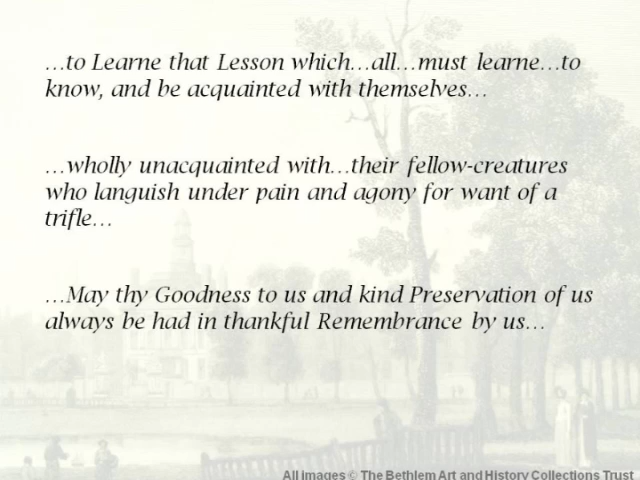 …to Learne that Lesson which…all…must learne…to
know, and be acquainted with themselves…
…wholly unacquainted with…their fellow-creatures
who languish under pain and agony for want of a
trifle…
…May thy Goodness to us and kind Preservation of us
always be had in thankful Remembrance by us…
All images © The Bethlem Art and History Collections Trust